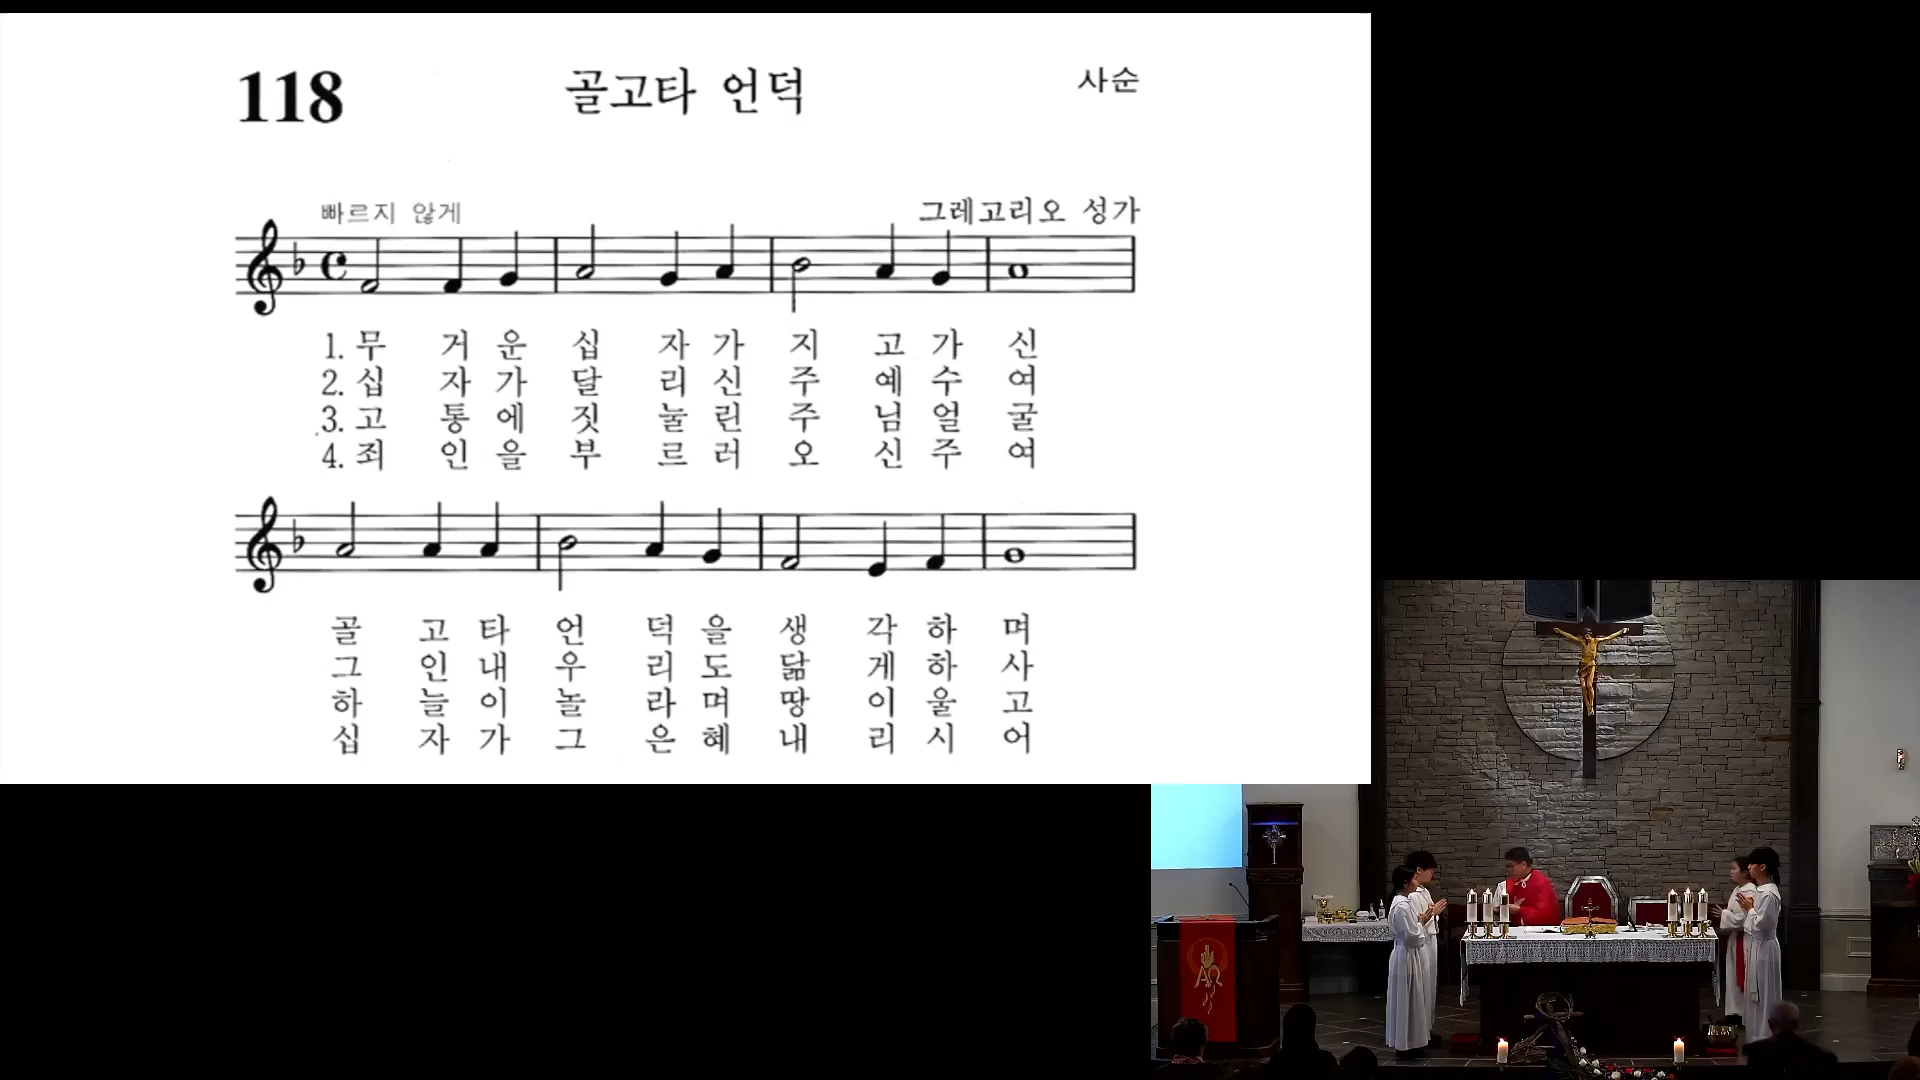 118 골고타 언덕 사순
빠르지 않게 그레고리오 성가
1. 무 거 운 십 자 가 지 고 가 신
2. 십 자 가 달 리 신 주 예 수 여
3. 고 통 에 짓 눌 린 주 님 얼 굴
4. 죄 인 을 부 르 러 오 신 주 여
골 고 타 언 덕 을 생 각 하 며
그 인 내 우 리 도 닮 게 하 사
하 늘 이 놀 라 며 땅 이 울 고
십 자 가 그 은 혜 내 리 시 어
ΑΩ